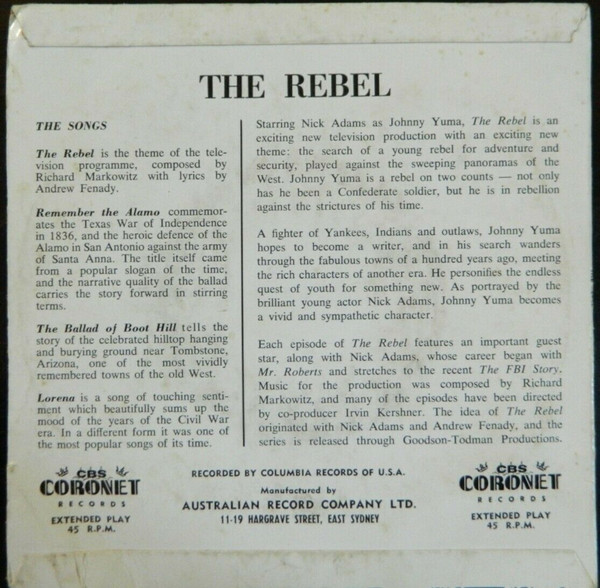 THE REBEL
THE SONGS
The Rebel is the theme of the tele-
vision programme, composed by
Richard Markowitz with lyrics by
Andrew Fenady.
Remember the Alamo commemor-
ates the Texas War of Independence
in 1836, and the heroic defence of the
Alamo in San Antonio against the army
of Santa Anna. The title itself came
from a popular slogan of the time,
and the narrative quality of the ballad
carries the story forward in stirring
terms.
The Ballad of Boot Hill tells the
story of the celebrated hilltop hanging
and burying ground near Tombstone,
Arizona, one of the most vividly
remembered towns of the old West.
Lorena is a song of touching senti-
ment which beautifully sums up the
mood of the years of the Civil War
era. In a different form it was one of
the most popular songs of its time.
Starring Nick Adams as Johnny Yuma, The Rebel is an
exciting new television production with an exciting new
theme: the search of a young rebel for adventure and
security, played against the sweeping panoramas of the
West. Johnny Yuma is a rebel on two counts — not only
has he been a Confederate soldier, but he is in rebellion
against the strictures of his time.
A fighter of Yankees, Indians and outlaws, Johnny Yuma
hopes to become a writer, and in his search wanders
through the fabulous towns of a hundred years ago, meeting
the rich characters of another era. He personifies the endless
quest of youth for something new. As portrayed by the
brilliant young actor Nick Adams, Johnny Yuma becomes
a vivid and sympathetic character.
Each episode of The Rebel features an important guest
star, along with Nick Adams, whose career began with
Mr. Roberts and stretches to the recent The FBI Story.
Music for the production was composed by Richard
Markowitz, and many of the episodes have been directed
by co-producer Irvin Kershner. The idea of The Rebel
originated with Nick Adams and Andrew Fenady, and the
series is released through Goodson-Todman Productions.
CBS
CORONET
RECORDS
EXTENDED PLAY
45 R.P.M.
RECORDED BY COLUMBIA RECORDS OF U.S.A.
Manufactured by
AUSTRALIAN RECORD COMPANY LTD.
11-19 HARGRAVE STREET, EAST SYDNEY
CBS
CORONET
RECORDS
EXTENDED PLAY
45 R.P.M.